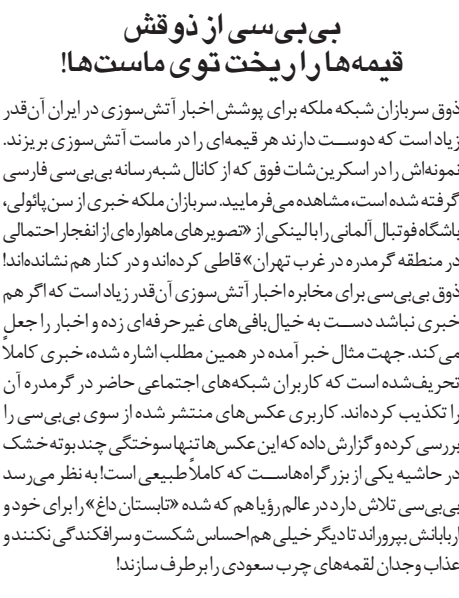 بی‌بی‌سی از ذوقش
قیمه‌ها را ریخت توی ماست‌ها!
ذوق سربازان شبکه ملکه برای پوشش اخبار آتش‌سوزی در ایران آن‌قدر
زیاد است که دوست دارند هر قیمه‌ای را در ماست آتش‌سوزی بریزند.
نمونه‌اش را در اسکرین‌شات فوق که از کانال شبه‌رسانه بی‌بی‌سی فارسی
گرفته شده است، مشاهده می‌فرمایید. سربازان ملکه خبری از سن‌پائولی،
باشگاه فوتبال آلمانی را با لینکی از «تصویرهای ماهواره‌ای از انفجار احتمالی
در منطقه گرمدره در غرب تهران» قاطی کرده‌اند و در کنار هم نشانده‌اند!
ذوق بی‌بی‌سی برای مخابره اخبار آتش‌سوزی آن‌قدر زیاد است که اگر هم
خبری نباشد دست به خیال‌بافی‌های غیرحرفه‌ای زده و اخبار را جعل
می‌کند. جهت مثال خبر آمده در همین مطلب اشاره شده، خبری کاملاً
تحریف‌شده است که کاربران شبکه‌های اجتماعی حاضر در گرمدره آن
را تکذیب کرده‌اند. کاربری عکس‌های منتشر شده از سوی بی‌بی‌سی را
بررسی کرده و گزارش داده که این عکس‌ها تنها سوختگی چند بوته خشک
در حاشیه یکی از بزرگراه‌هاست که کاملاً طبیعی است! به نظر می‌رسد
بی‌بی‌سی تلاش دارد در عالم رؤیا هم که شده «تابستان داغ» را برای خود و
اربابانش بپروراند تا دیگر خیلی هم احساس شکست و سرافکندگی نکنند و
عذاب وجدان لقمه‌های چرب سعودی را برطرف سازند!